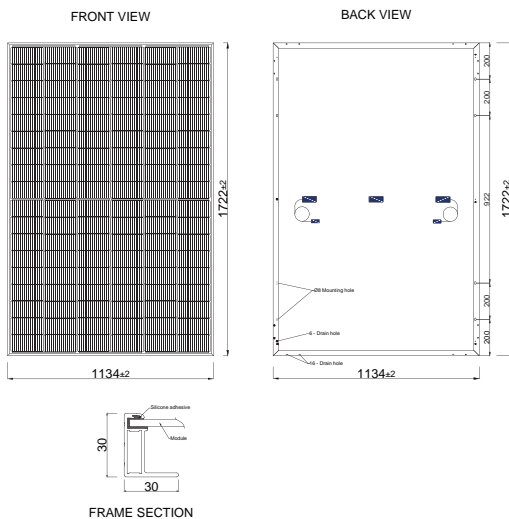 FRONT VIEW
BACK VIEW
1722±2
1134±2
200
200
922
200
200
1722±2
Ø8 Mounting hole
6 - Drain hole
16 - Drain hole
1134±2
Silicone adhesive
Module
30
30
FRAME SECTION